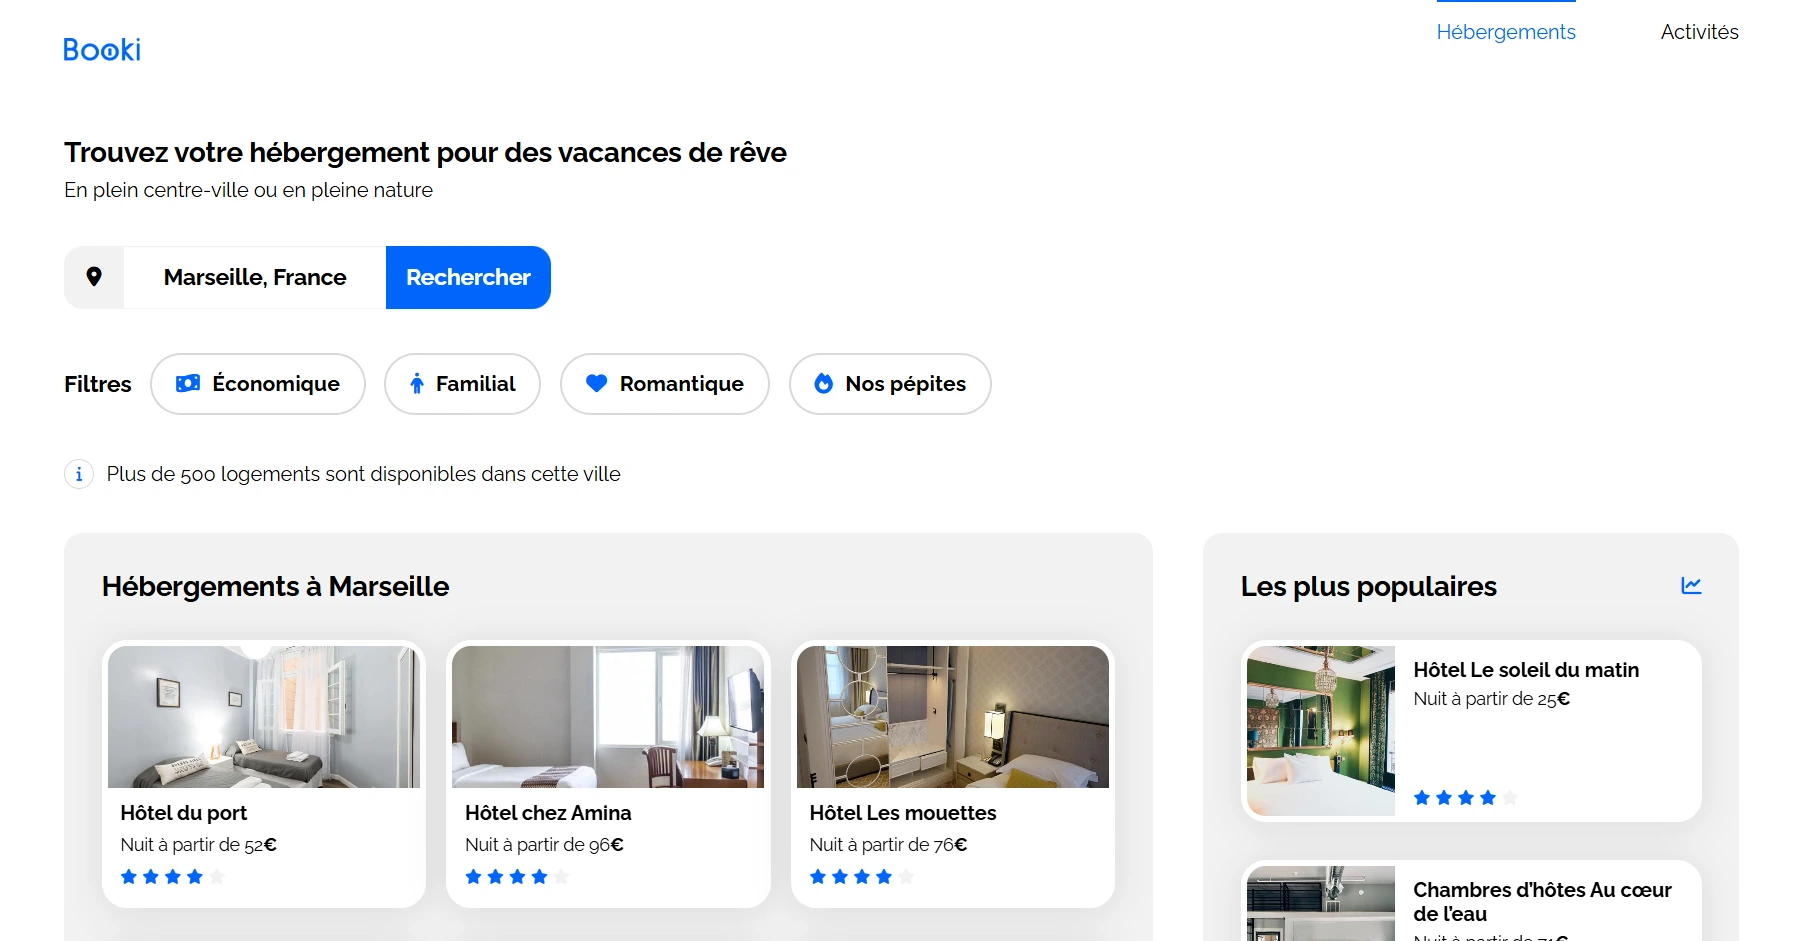 Booki
Hébergements
Activités
Trouvez votre hébergement pour des vacances de rêve
En plein centre-ville ou en pleine nature
Marseille, France
Rechercher
Filtres
Économique
Familial
Romantique
Nos pépites
Plus de 500 logements sont disponibles dans cette ville
Hébergements à Marseille
Hôtel du port
Nuit à partir de 52€
Hôtel chez Amina
Nuit à partir de 96€
Hôtel Les mouettes
Nuit à partir de 76€
Les plus populaires
Hôtel Le soleil du matin
Nuit à partir de 25€
Chambres d’hôtes Au cœur
de l’eau
Nuit à partir de 71€